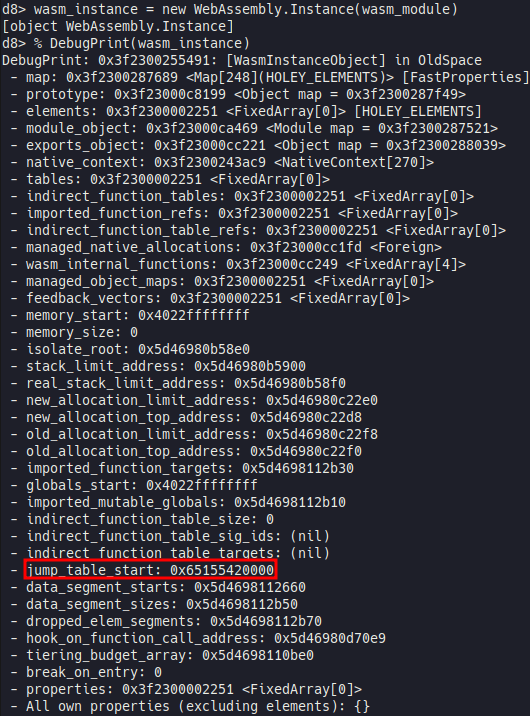 d8> wasm_instance = new WebAssembly.Instance(wasm_module)
[object WebAssembly.Instance]
d8> % DebugPrint(wasm_instance)
DebugPrint: 0x3f2300255491: [WasmInstanceObject] in OldSpace
- map: 0x3f2300287689 <Map[248](HOLEY_ELEMENTS)> [FastProperties]
- prototype: 0x3f23000c8199 <Object map = 0x3f2300287f49>
- elements: 0x3f2300002251 <FixedArray[0]> [HOLEY_ELEMENTS]
- module_object: 0x3f23000ca469 <Module map = 0x3f2300287521>
- exports_object: 0x3f23000cc221 <Object map = 0x3f2300288039>
- native_context: 0x3f2300243ac9 <NativeContext[270]>
- tables: 0x3f2300002251 <FixedArray[0]>
- indirect_function_tables: 0x3f2300002251 <FixedArray[0]>
- imported_function_refs: 0x3f2300002251 <FixedArray[0]>
- indirect_function_table_refs: 0x3f2300002251 <FixedArray[0]>
- managed_native_allocations: 0x3f23000cc1fd <Foreign>
- wasm_internal_functions: 0x3f23000cc249 <FixedArray[4]>
- managed_object_maps: 0x3f2300002251 <FixedArray[0]>
- feedback_vectors: 0x3f2300002251 <FixedArray[0]>
- memory_start: 0x4022ffffffff
- memory_size: 0
- isolate_root: 0x5d46980b58e0
- stack_limit_address: 0x5d46980b5900
- real_stack_limit_address: 0x5d46980b58f0
- new_allocation_limit_address: 0x5d46980c22e0
- new_allocation_top_address: 0x5d46980c22d8
- old_allocation_limit_address: 0x5d46980c22f8
- old_allocation_top_address: 0x5d46980c22f0
- imported_function_targets: 0x5d4698112b30
- globals_start: 0x4022ffffffff
- imported_mutable_globals: 0x5d4698112b10
- indirect_function_table_size: 0
- indirect_function_table_sig_ids: (nil)
- indirect_function_table_targets: (nil)
- jump_table_start: 0x65155420000
- data_segment_starts: 0x5d4698112660
- data_segment_sizes: 0x5d4698112b50
- dropped_elem_segments: 0x5d4698112b70
- hook_on_function_call_address: 0x5d46980d70e9
- tiering_budget_array: 0x5d4698110be0
- break_on_entry: 0
- properties: 0x3f2300002251 <FixedArray[0]>
- All own properties (excluding elements): {}